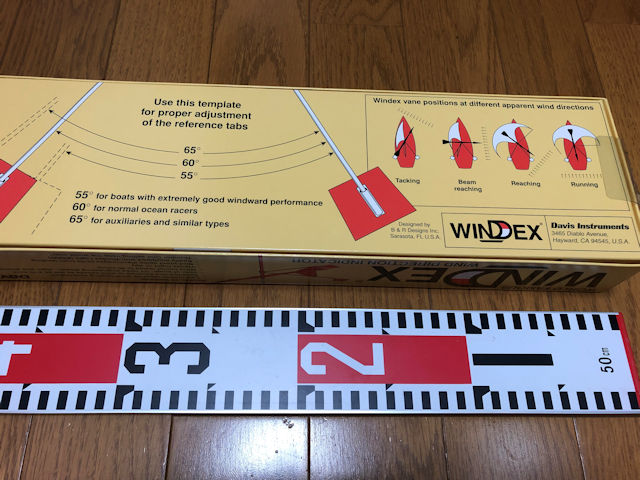 Use this template
for proper adjustment
of the reference tabs
65°
60°
55°
55° for boats with extremely good windward performance
60° for normal ocean racers
65° for auxiliaries and similar types
Windex vane positions at different apparent wind directions
Tacking
Beam
reaching
Reaching
Running
Designed by
B & R Designs Inc.
Sarasota, FL U.S.A.
WINDEX
Davis Instruments
3465 Diablo Avenue,
Hayward, CA 94545, U.S.A.
WINDEX
WIND DIRECTION INDICATOR
4
3
2
1
50cm